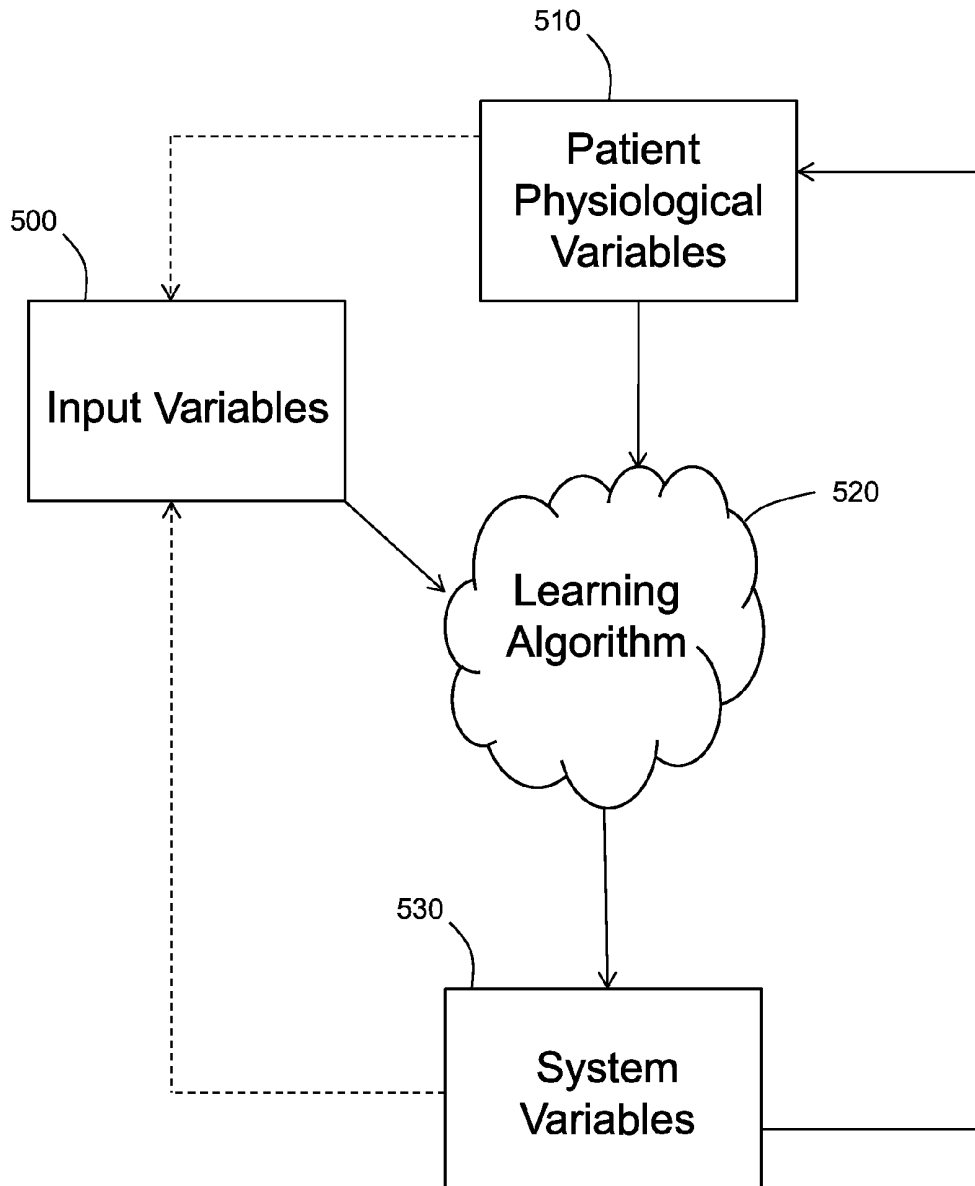 510
Patient
Physiological
Variables
500
Input Variables
520
Learning
Algorithm
530
System
Variables